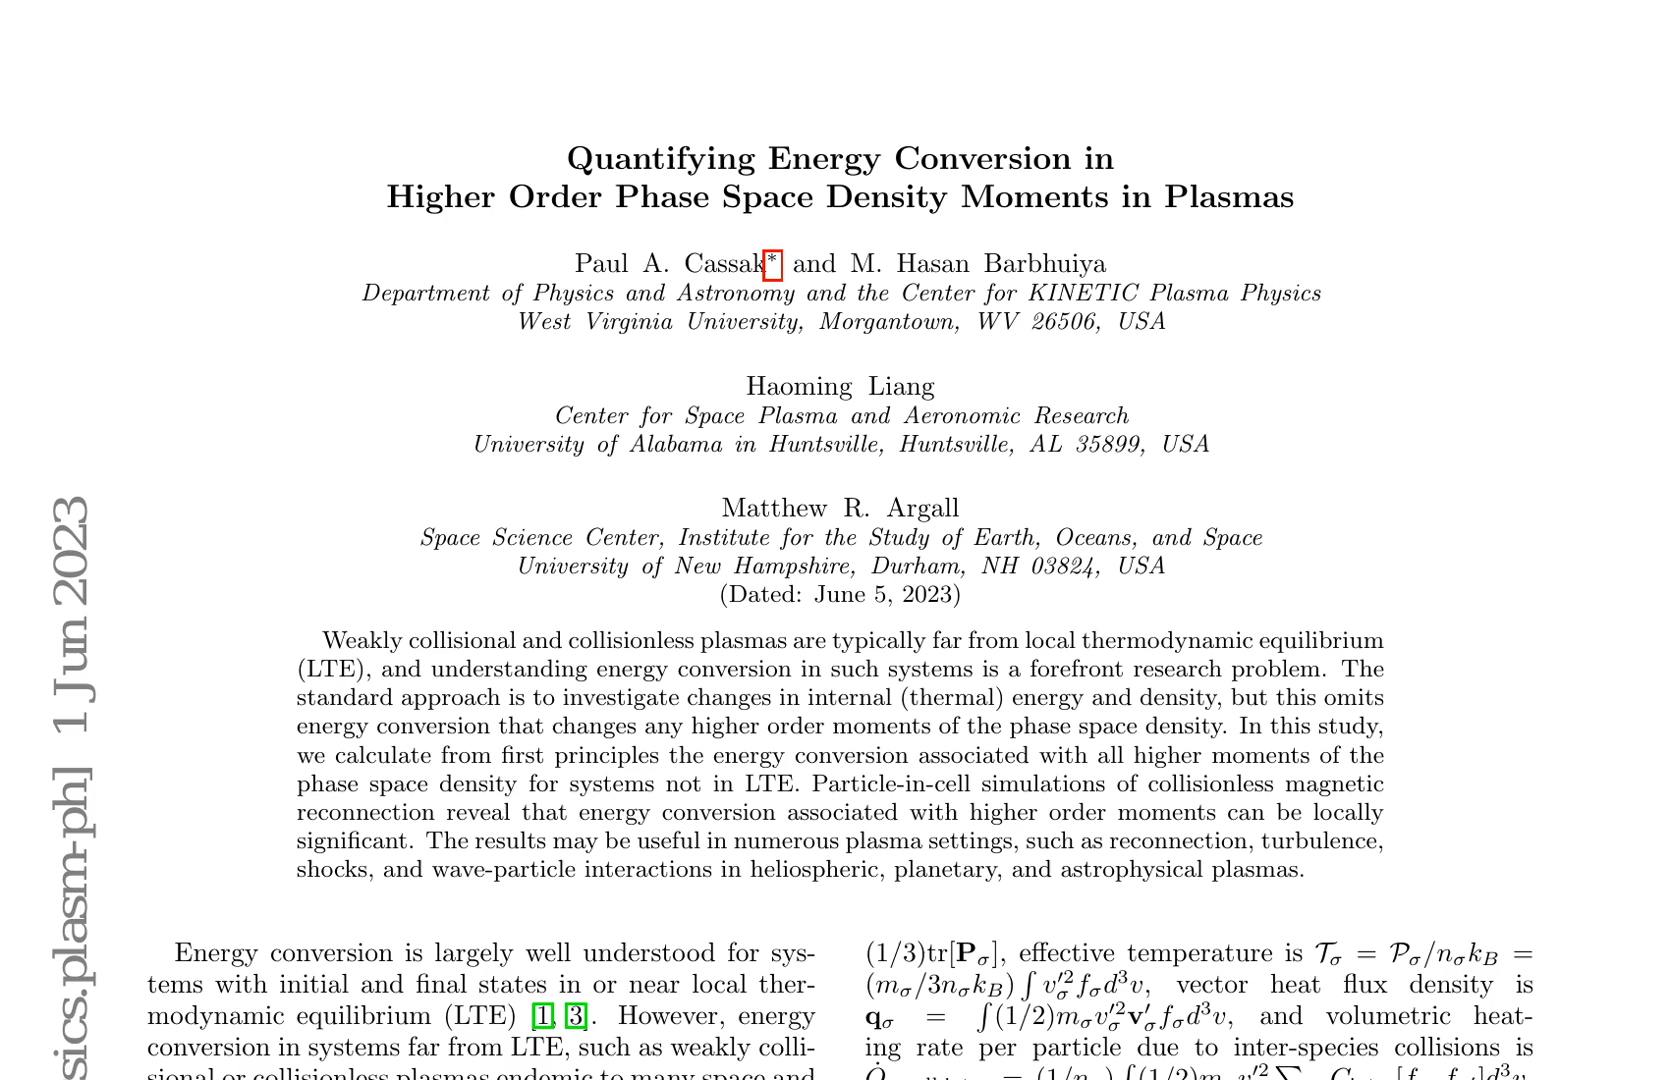 Quantifying Energy Conversion in
Higher Order Phase Space Density Moments in Plasmas
Paul A. Cassak* and M. Hasan Barbhuiya
Department of Physics and Astronomy and the Center for KINETIC Plasma Physics
West Virginia University, Morgantown, WV 26506, USA
Haoming Liang
Center for Space Plasma and Aeronomic Research
University of Alabama in Huntsville, Huntsville, AL 35899, USA
Matthew R. Argall
Space Science Center, Institute for the Study of Earth, Oceans, and Space
University of New Hampshire, Durham, NH 03824, USA
(Dated: June 5, 2023)
Weakly collisional and collisionless plasmas are typically far from local thermodynamic equilibrium
(LTE), and understanding energy conversion in such systems is a forefront research problem. The
standard approach is to investigate changes in internal (thermal) energy and density, but this omits
energy conversion that changes any higher order moments of the phase space density. In this study,
we calculate from first principles the energy conversion associated with all higher moments of the
phase space density for systems not in LTE. Particle-in-cell simulations of collisionless magnetic
reconnection reveal that energy conversion associated with higher order moments can be locally
significant. The results may be useful in numerous plasma settings, such as reconnection, turbulence,
shocks, and wave-particle interactions in heliospheric, planetary, and astrophysical plasmas.
Energy conversion is largely well understood for sys-
tems with initial and final states in or near local ther-
modynamic equilibrium (LTE) [1, 3]. However, energy
conversion in systems far from LTE, such as weakly colli-
sional or collisionless plasmas endemic to many space and
(1/3)tr[𝐏_σ], effective temperature is 𝒯_σ = 𝒫_σ/n_σk_B =
(m_σ/3n_σk_B) ∫ v′²_σ f_σ d³v, vector heat flux density is
𝐪_σ = ∫(1/2)m_σv′²_σ𝐯′_σf_σd³v, and volumetric heat-
ing rate per particle due to inter-species collisions is
sics.plasm-ph] 1 Jun 2023